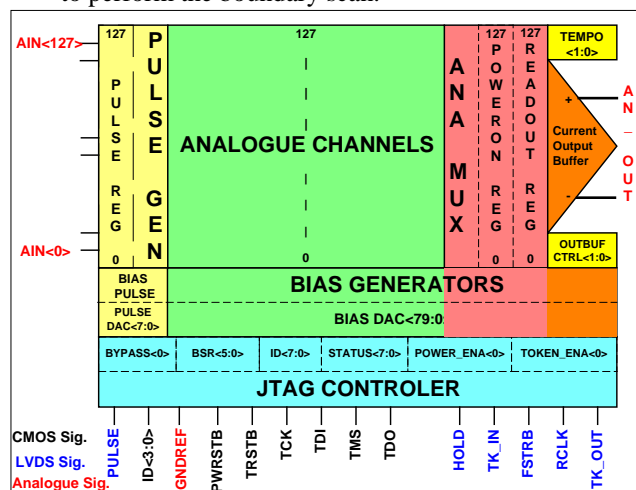 to perform the boundary scan.
AIN<127>
AIN<0>
127
PULSE REG
0
PULSE GEN
127
ANALOGUE CHANNELS
0
ANA MUX
127
POWERON REG
0
127
READOUT REG
0
TEMPO
<1:0>
+
Current
Output
Buffer
-
AN_OUT
OUTBUF
CTRL<1:0>
BIAS
PULSE
BIAS GENERATORS
PULSE
DAC<7:0>
BIAS DAC<79:0>
BYPASS<0>
BSR<5:0>
ID<7:0>
STATUS<7:0>
POWER_ENA<0>
TOKEN_ENA<0>
JTAG CONTROLER
CMOS Sig.
LVDS Sig.
Analogue Sig.
PULSE
ID<3:0>
GNDREF
PWRSTB
TRSTB
TCK
TDI
TMS
TDO
HOLD
TK_IN
FSTRB
RCLK
TK_OUT